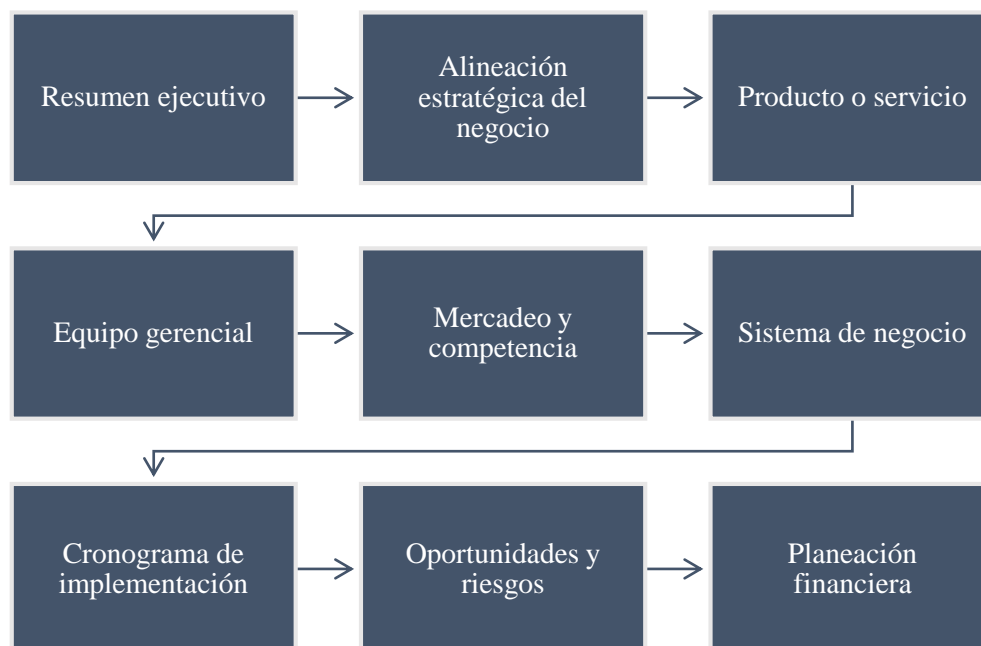 Resumen ejecutivo
Alineación
estratégica del
negocio
Producto o servicio
Equipo gerencial
Mercadeo y
competencia
Sistema de negocio
Cronograma de
implementación
Oportunidades y
riesgos
Planeación
financiera